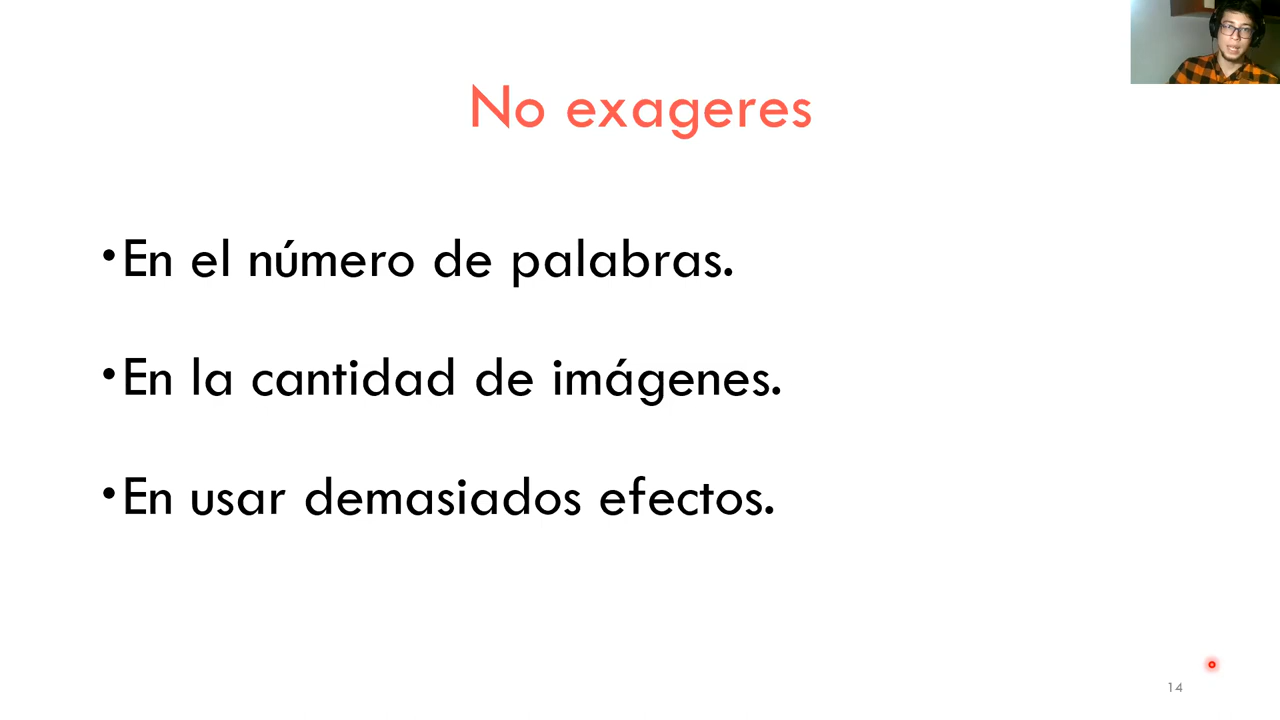 No exageres
•En el número de palabras.
•En la cantidad de imágenes.
•En usar demasiados efectos.
14